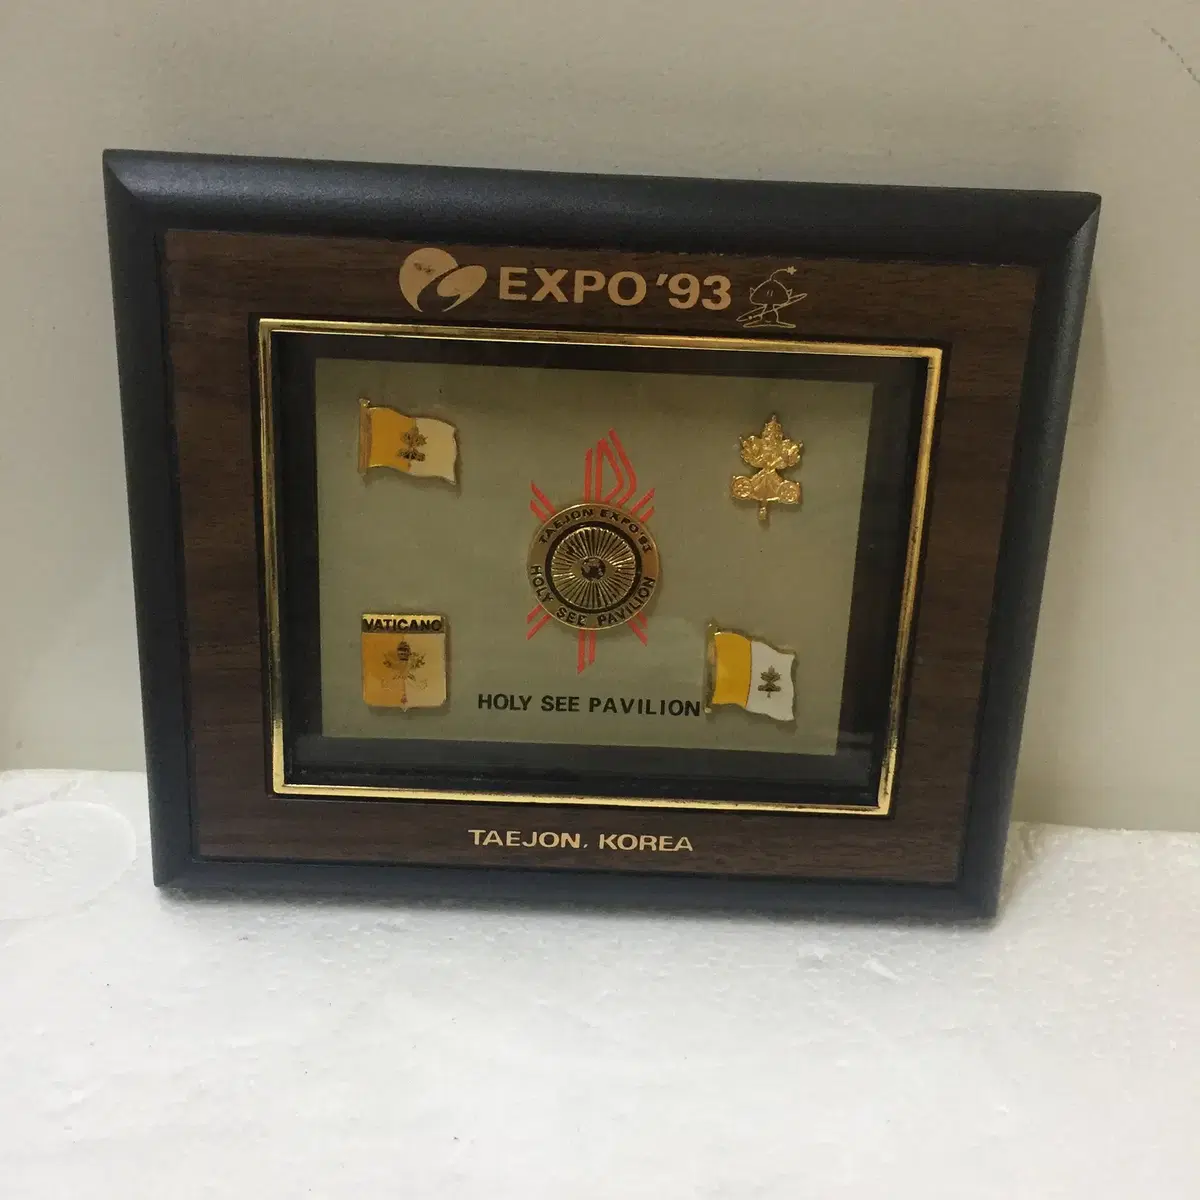 EXPO '93
TAEJON EXPO'93
HOLY SEE PAVILION
VATICANO
HOLY SEE PAVILION
TAEJON. KOREA